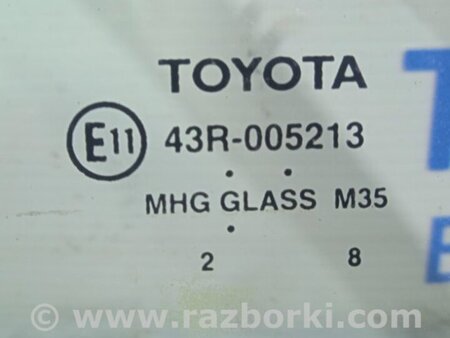 TOYOTA
E11 43R-005213
MHG GLASS M35
2 8
© — www.razborki.com